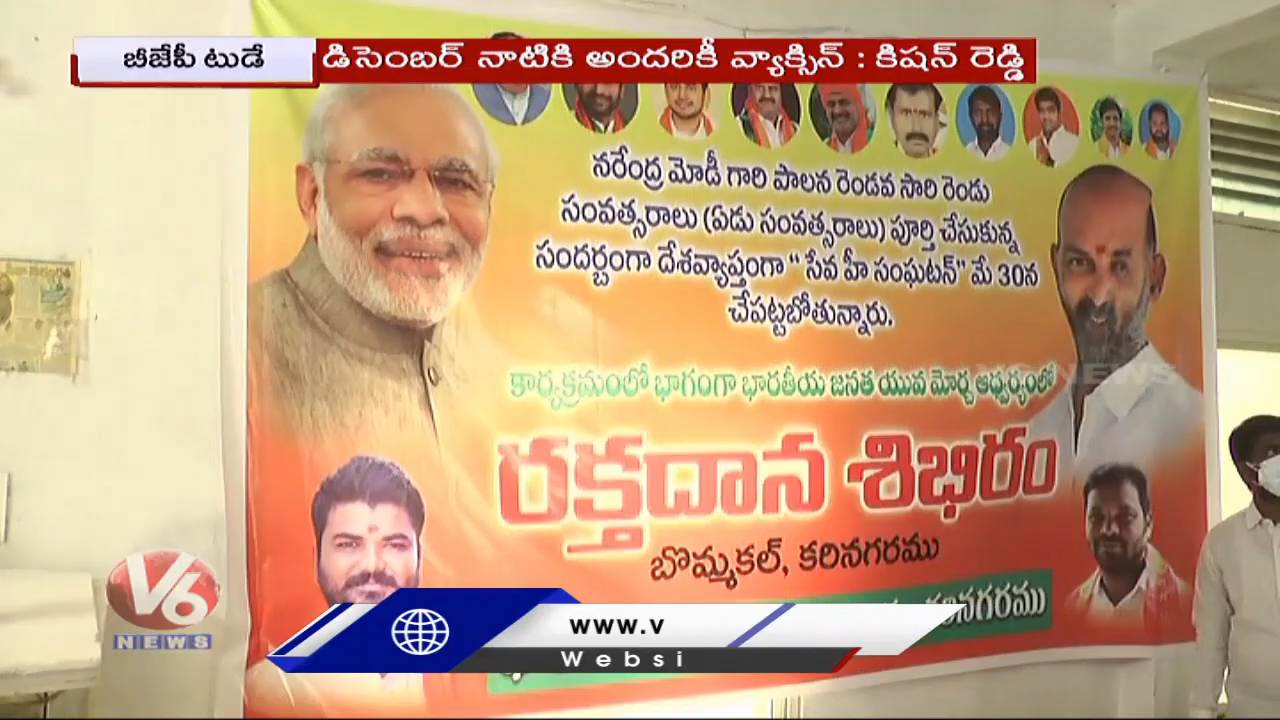 బీజేపీ టుడే
డిసెంబర్ నాటికి అందరికీ వ్యాక్సిన్ : కిషన్ రెడ్డి
నరేంద్ర మోడీ గారి పాలన రెండవ సారి రెండు
సంవత్సరాలు (ఏడు సంవత్సరాలు) పూర్తి చేసుకున్న
సందర్భంగా దేశవ్యాప్తంగా “ సేవ హీ సంఘటన్” మే 30న
చేపట్టబోతున్నారు.
కార్యక్రమంలో భాగంగా భారతీయ జనత యువ మోర్చ ఆధ్వర్యంలో
రక్తదాన శిభిరం
బొమ్మకల్, కరినగరము
V6
NEWS
www.v
Websi
NEWS